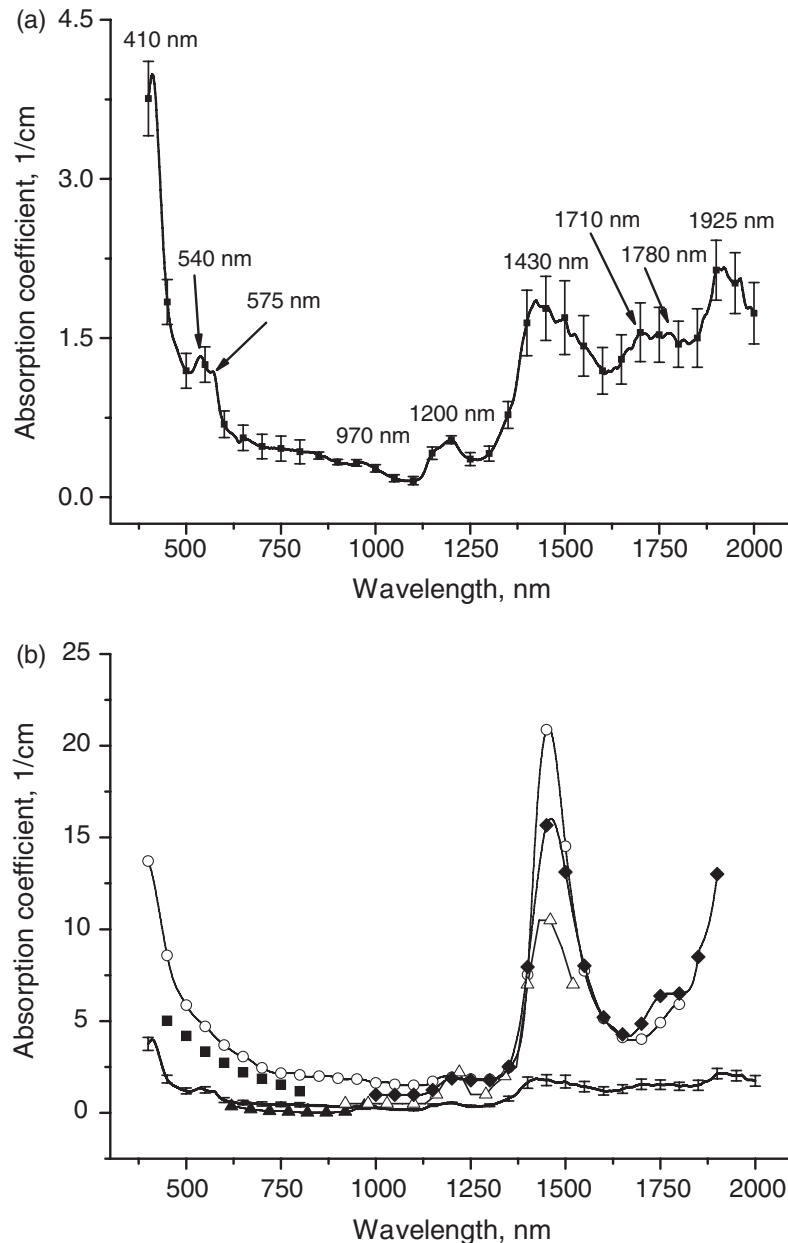 (a)
4.5
3.0
1.5
0.0
410 nm
540 nm
575 nm
970 nm
1200 nm
1430 nm
1710 nm
1780 nm
1925 nm
Absorption coefficient, 1/cm
500 750 1000 1250 1500 1750 2000
Wavelength, nm
(b)
25
20
15
10
5
0
Absorption coefficient, 1/cm
500 750 1000 1250 1500 1750 2000
Wavelength, nm